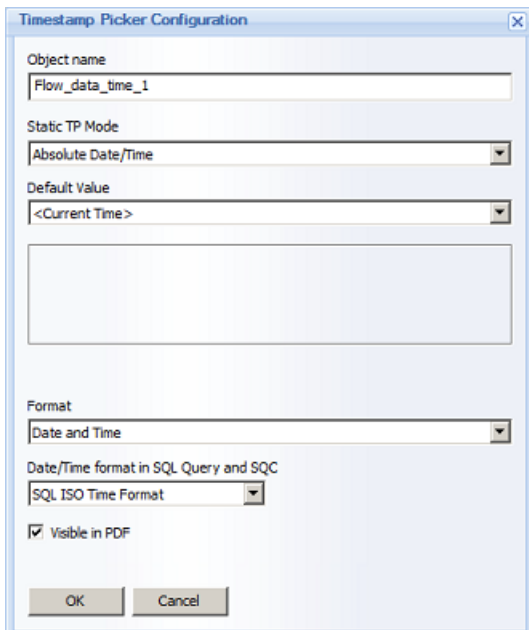 Timestamp Picker Configuration
Object name
Flow_data_time_1
Static TP Mode
Absolute Date/Time
Default Value
<Current Time>
Format
Date and Time
Date/Time format in SQL Query and SQC
SQL ISO Time Format
Visible in PDF
OK Cancel